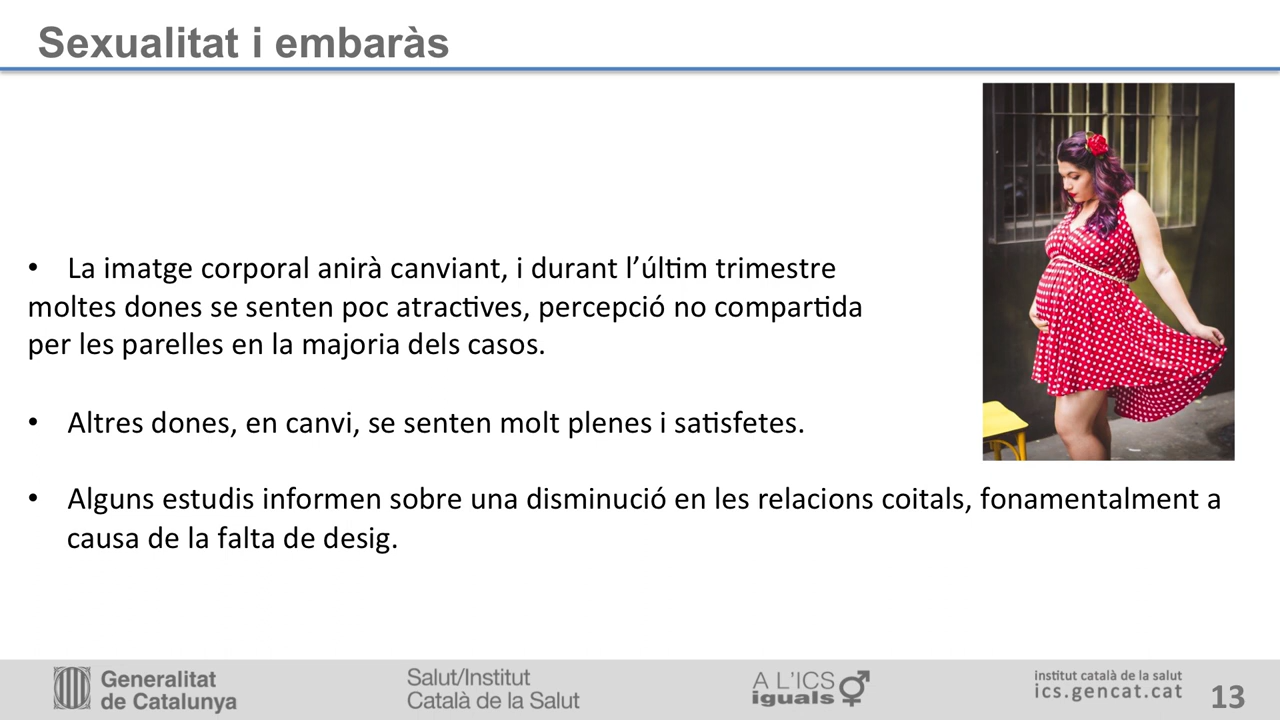 Sexualitat i embaràs
• La imatge corporal anirà canviant, i durant l’últim trimestre
moltes dones se senten poc atractives, percepció no compartida
per les parelles en la majoria dels casos.
• Altres dones, en canvi, se senten molt plenes i satisfetes.
• Alguns estudis informen sobre una disminució en les relacions coitals, fonamentalment a
causa de la falta de desig.
Generalitat
de Catalunya
Salut/Institut
Català de la Salut
A L'ICS
iguals
institut català de la salut
ics.gencat.cat
13